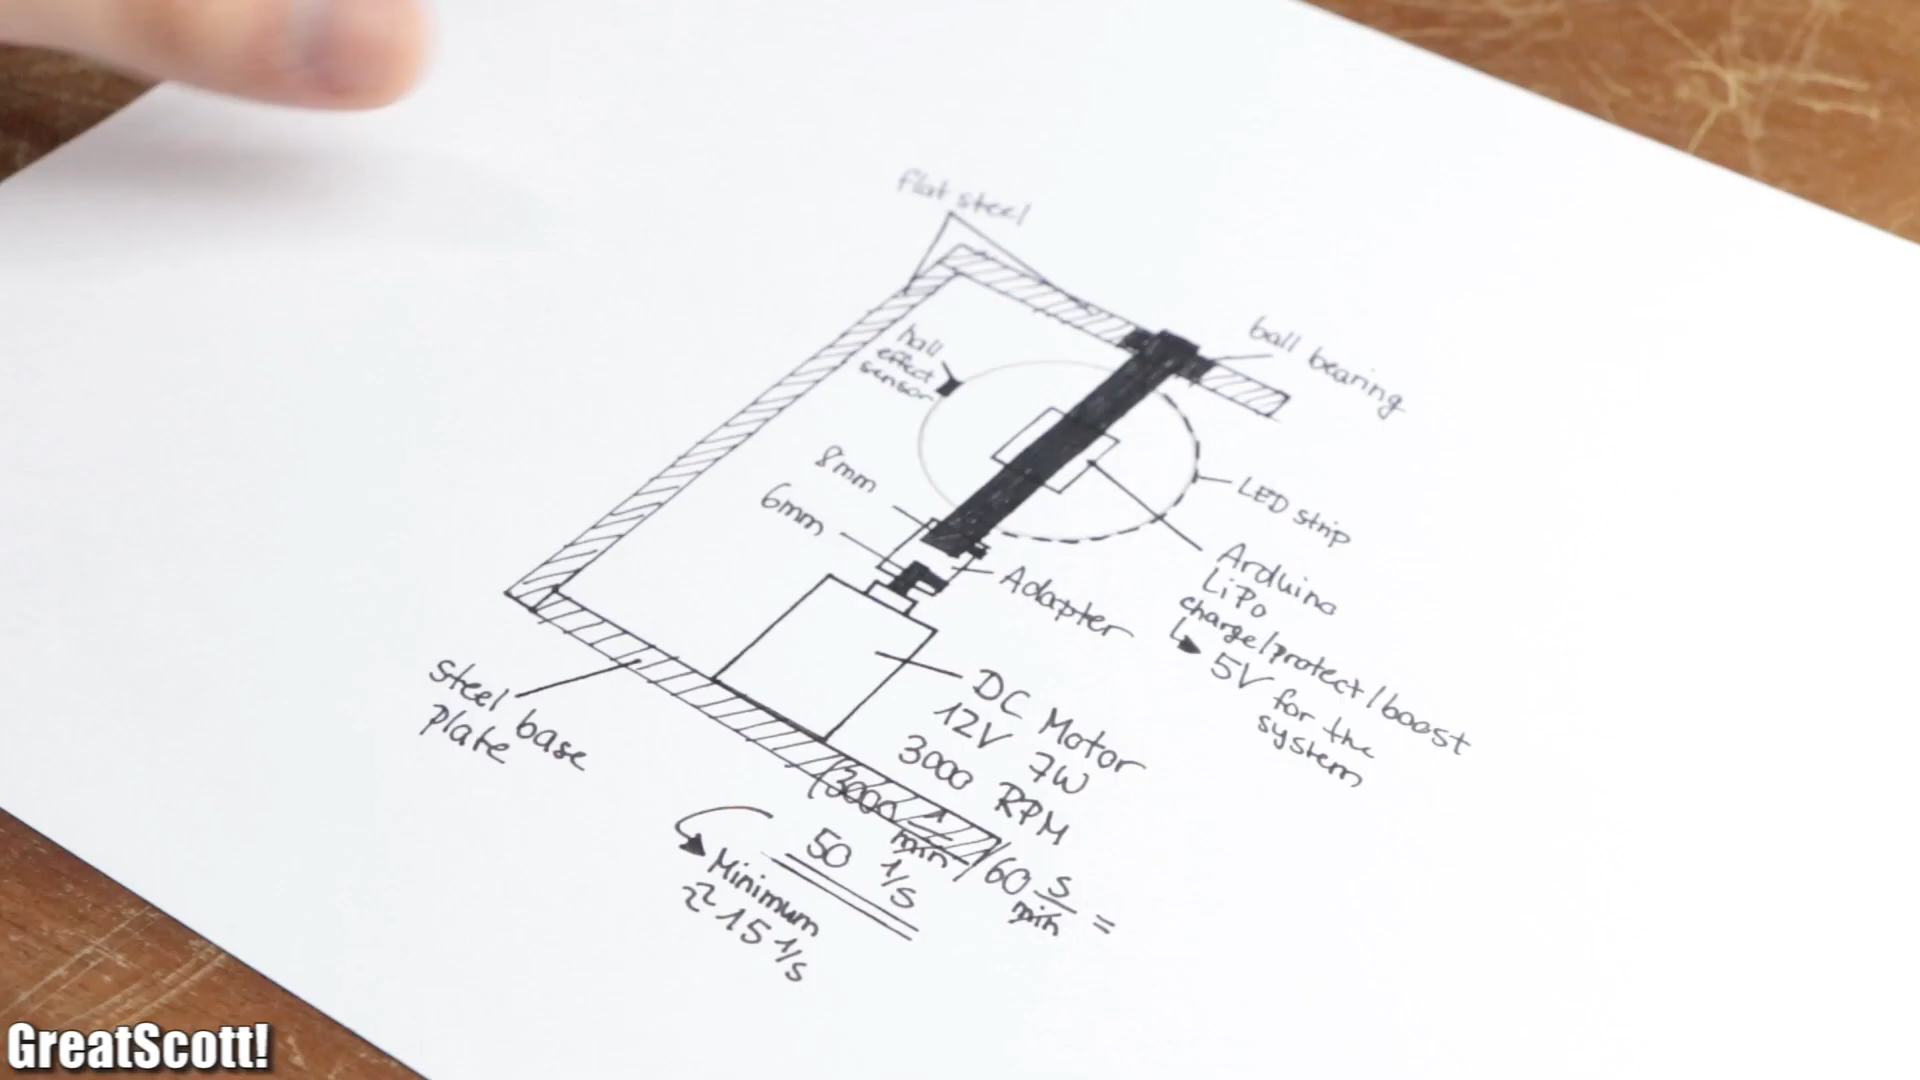 flat steel
ball bearing
hall
effect
sensor
8mm
6mm
LED strip
Arduino
LiPo
charge/protect/boost
5V for the
system
Adapter
DC Motor
12V 7W
3000 RPM
steel base
plate
(3000 1/min)/60 s/min =
50 1/s
Minimum
≈ 15 1/s
GreatScott!